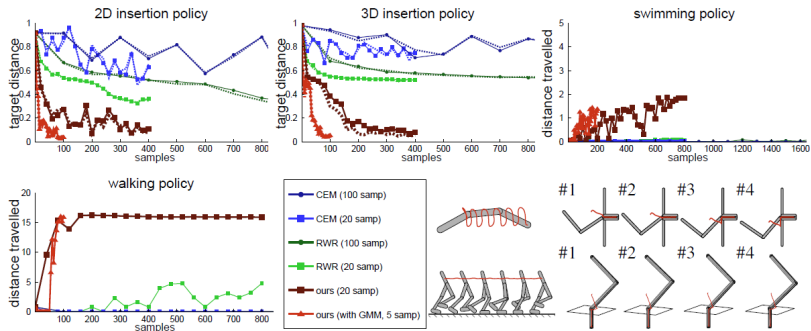 2D insertion policy
target distance
1
0.8
0.6
0.4
0.2
0
100 200 300 400 500 600 700 800
samples
3D insertion policy
target distance
1
0.8
0.6
0.4
0.2
0
100 200 300 400 500 600 700 800
samples
swimming policy
distance travelled
5
4
3
2
1
0
400 800 1000 1200 1400 1600
samples
walking policy
distance travelled
20
15
10
5
0
100 200 300 400 500 600 700 800
samples
CEM (100 samp)
CEM (20 samp)
RWR (100 samp)
RWR (20 samp)
ours (20 samp)
ours (with GMM, 5 samp)
#1 #2 #3 #4
#1 #2 #3 #4